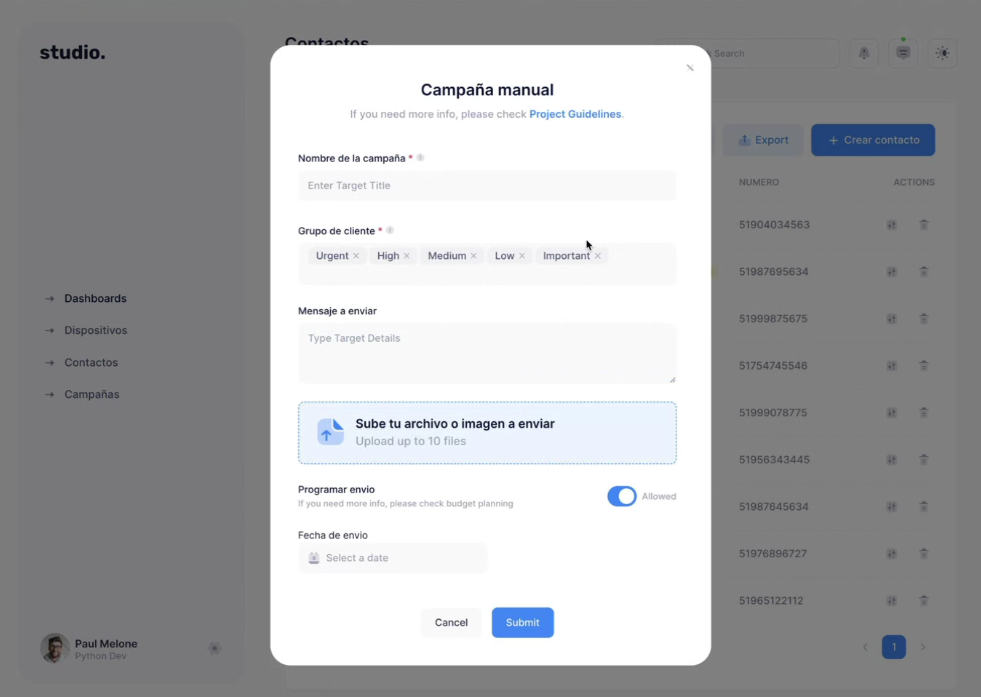 studio.
Contactos
Search
Export
+ Crear contacto
NUMERO
ACTIONS
51904034563
51987695634
51999875675
51754745546
51999078775
51956343445
51987645634
51976896727
51965122112
1
Dashboards
Dispositivos
Contactos
Campañas
Paul Melone
Python Dev
Campaña manual
If you need more info, please check Project Guidelines.
Nombre de la campaña *
Enter Target Title
Grupo de cliente *
Urgent × High × Medium × Low × Important ×
Mensaje a enviar
Type Target Details
Sube tu archivo o imagen a enviar
Upload up to 10 files
Programar envio
If you need more info, please check budget planning
Allowed
Fecha de envio
Select a date
Cancel
Submit